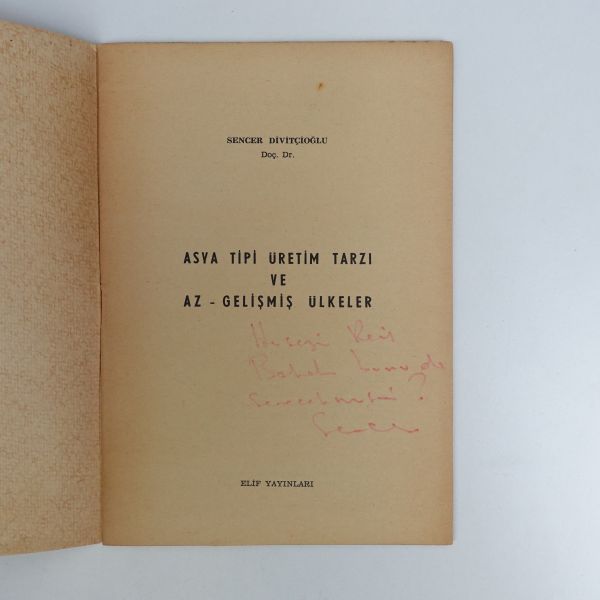 SENCER DİVİTÇİOĞLU
Doç. Dr.
ASYA TİPİ ÜRETİM TARZI
VE
AZ - GELİŞMİŞ ÜLKELER
Reis
Sencer
ELİF YAYINLARI